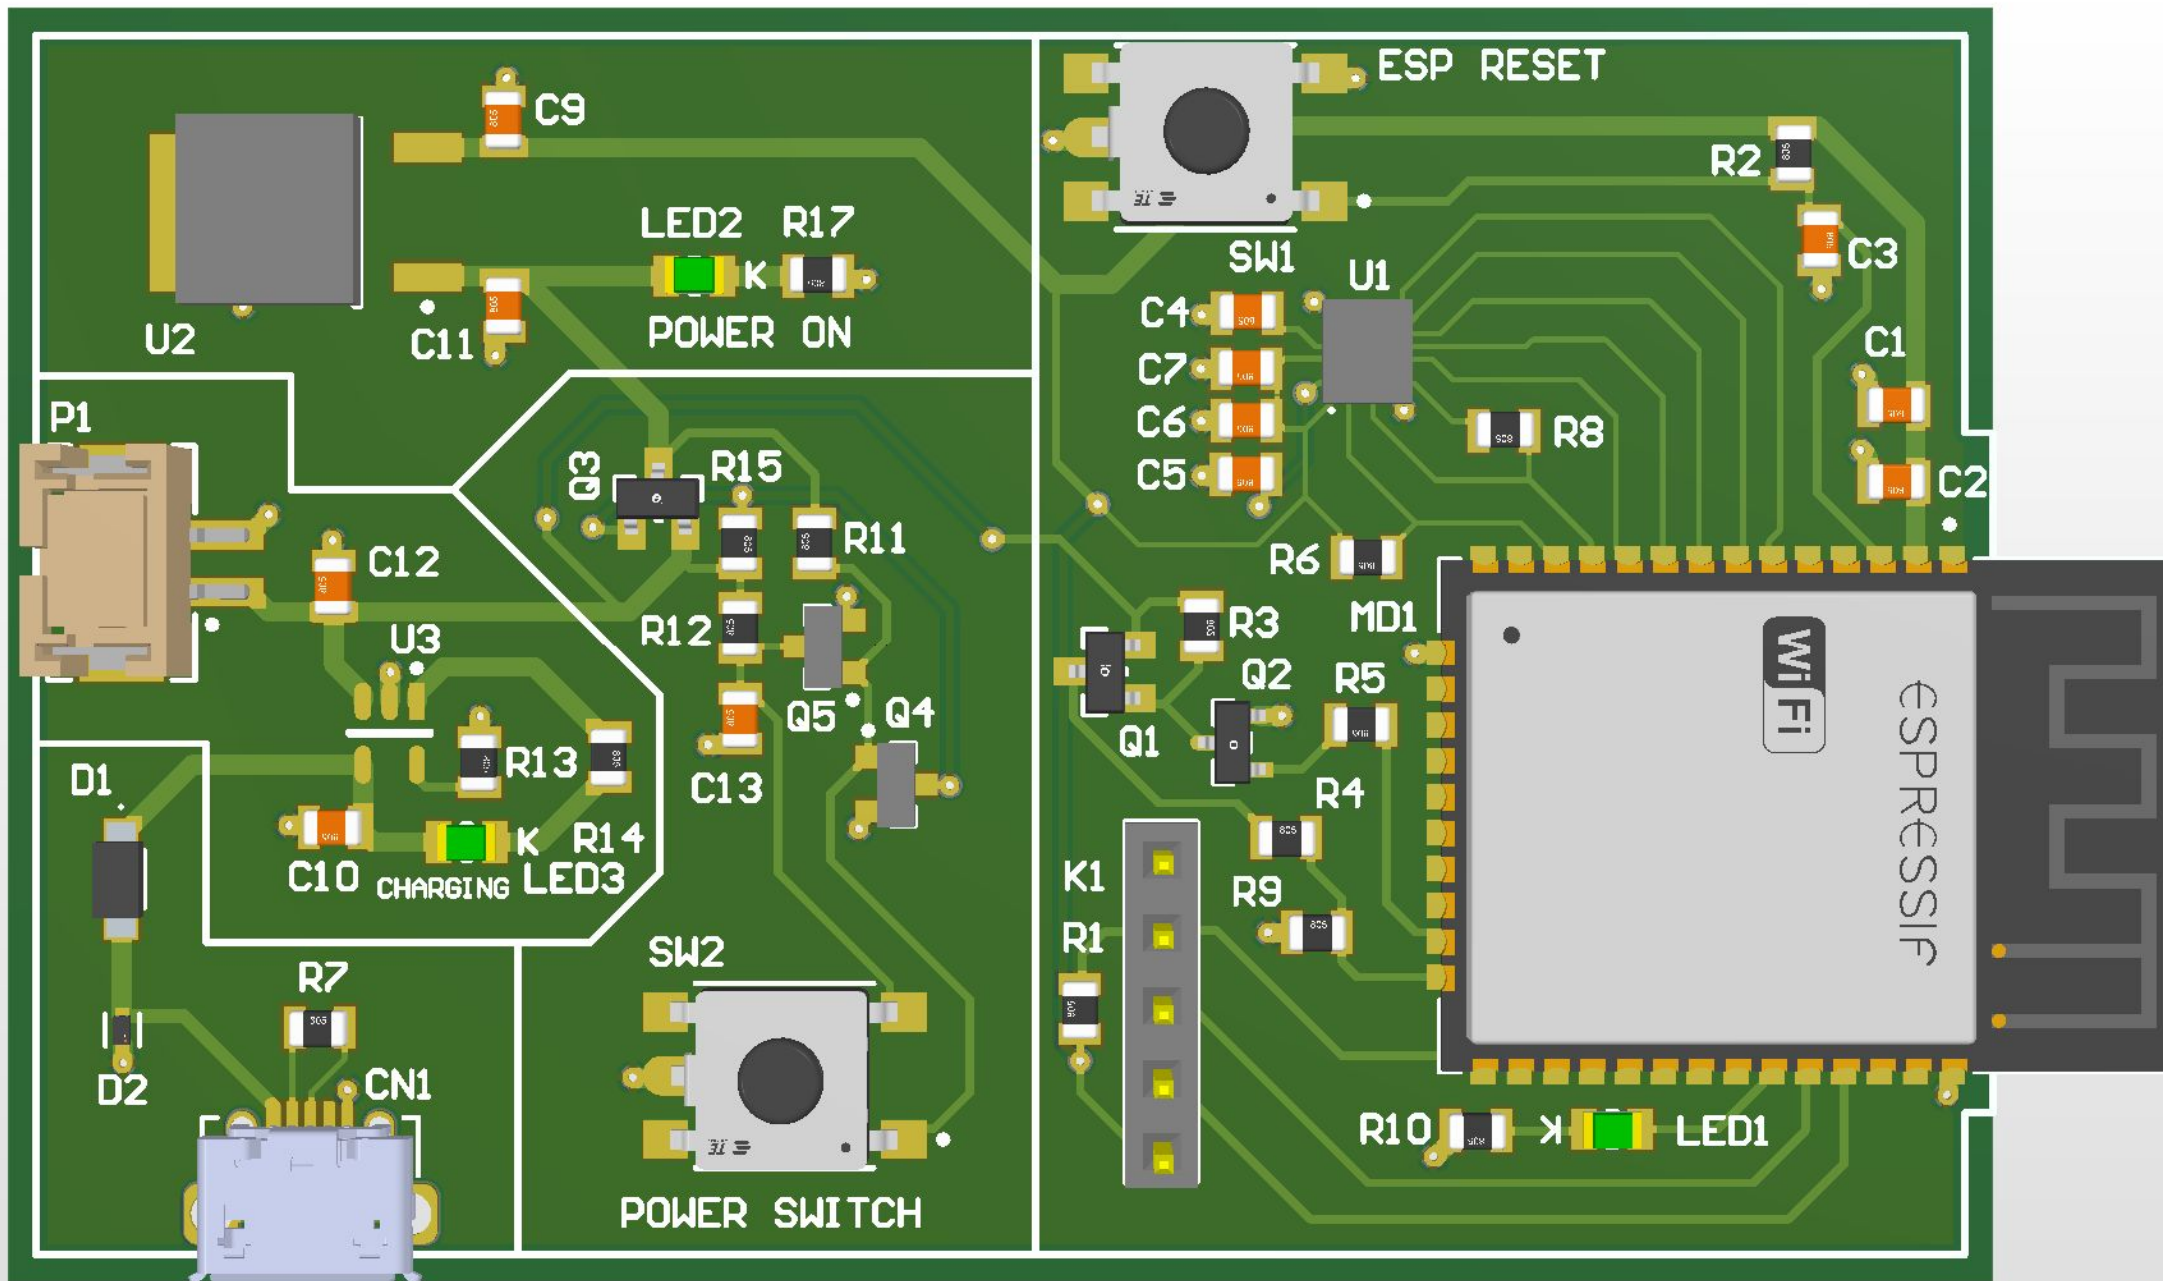 C9
ESP RESET
R2
LED2
R17
K
SW1
U1
C3
U2
C11
POWER ON
C4
C7
C6
C5
C1
C2
R8
P1
Q3
R15
R11
C12
R6
U3
R12
Q5
Q4
R3
MD1
Q2
R5
Q1
WiFi
ESPRESSIF
D1
R13
C13
R4
C10
K
R14
CHARGING
LED3
K1
R9
SW2
R1
R7
D2
CN1
R10
K
LED1
POWER SWITCH